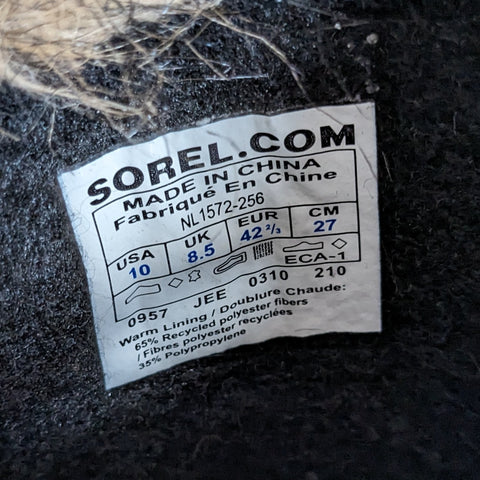 SOREL.COM
MADE IN CHINA
Fabriqué En Chine
NL1572-256
USA UK EUR CM
10 8.5 42 2/3 27
ECA-1
0957 JEE 0310 210
Warm Lining / Doublure Chaude:
65% Recycled polyester fibers
/ Fibres polyester recyclées
35% Polypropylene